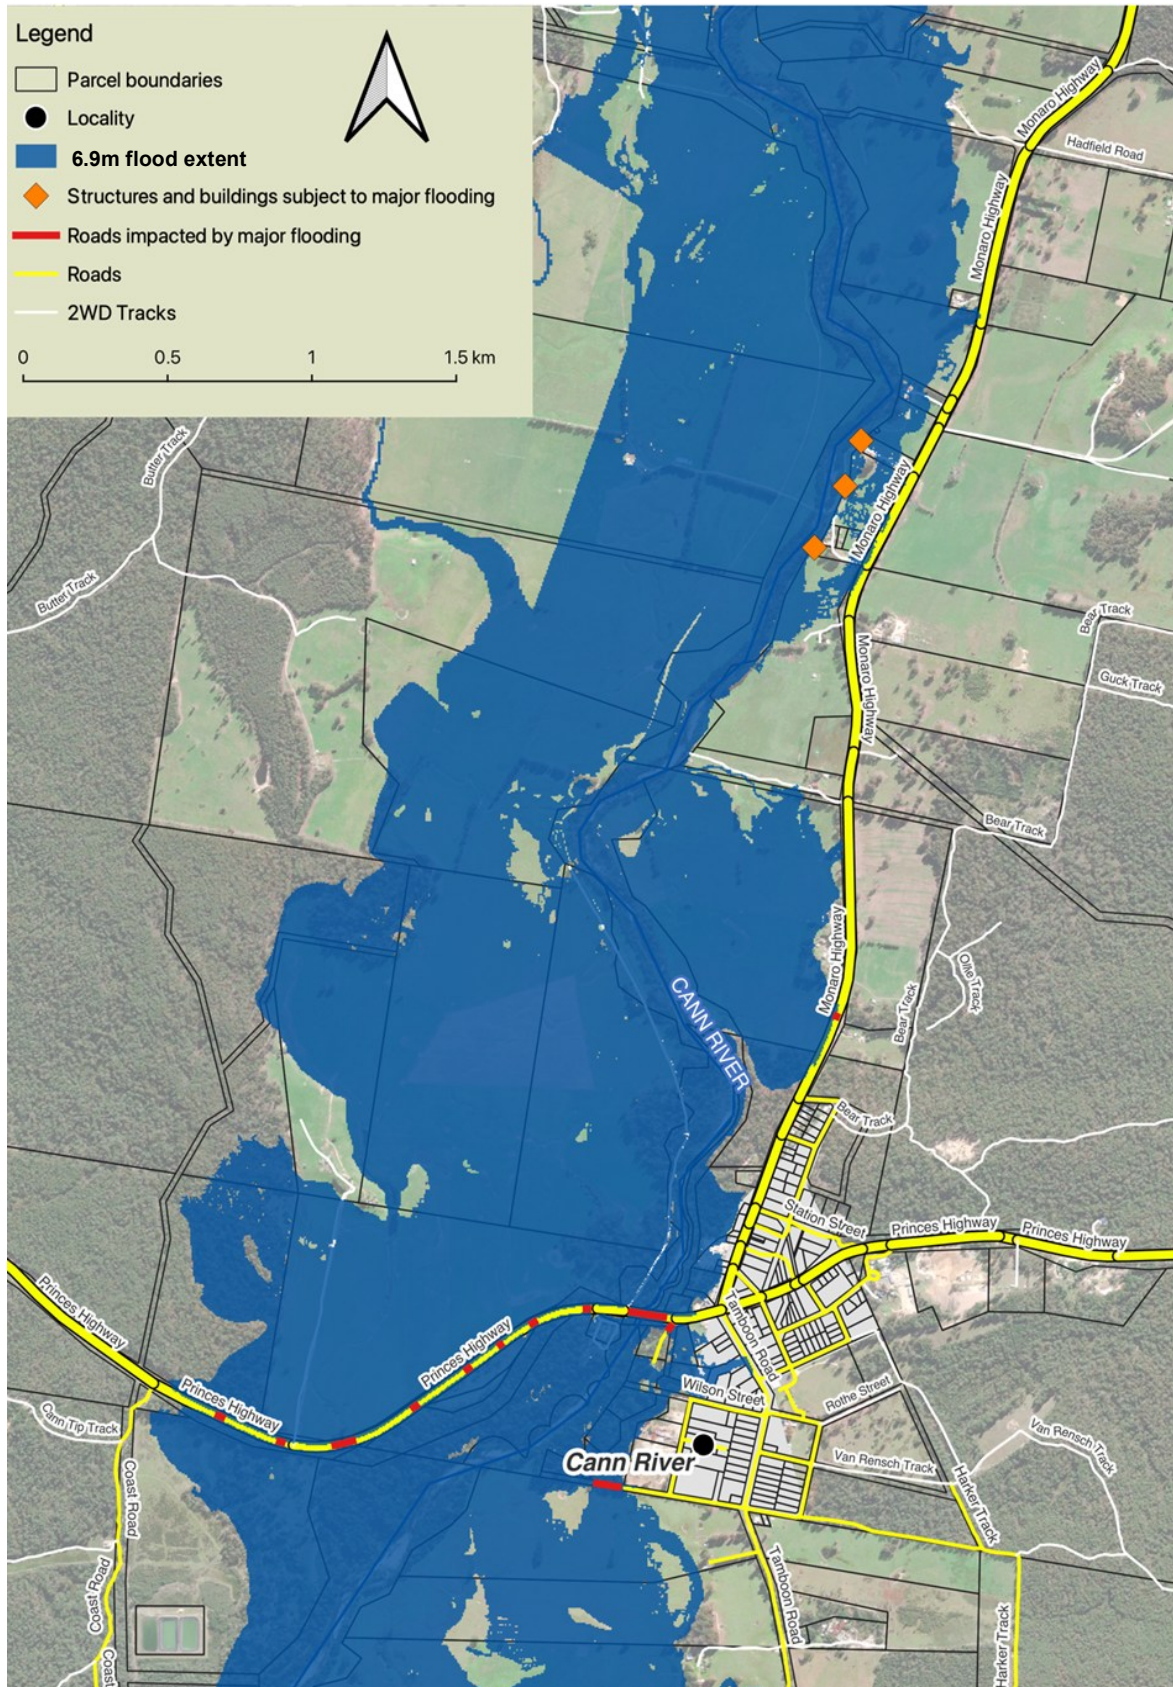 Legend
Parcel boundaries
Locality
6.9m flood extent
Structures and buildings subject to major flooding
Roads impacted by major flooding
Roads
2WD Tracks
0 0.5 1 1.5 km
Monaro Highway
Hadfield Road
Monaro Highway
Butter Track
Monaro Highway
Butter Track
Bear Track
Monaro Highway
Guck Track
Bear Track
Monaro Highway
Olike Track
CANN RIVER
Bear Track
Bear Track
Station Street
Princes Highway
Princes Highway
Princes Highway
Tamboon Road
Princes Highway
Princes Highway
Wilson Street
Rothe Street
Cann Tip Track
Cann River
Van Rensch Track
Van Rensch Track
Coast Road
Harker Track
Tamboon Road
Coast Road
Harker Track
Coast